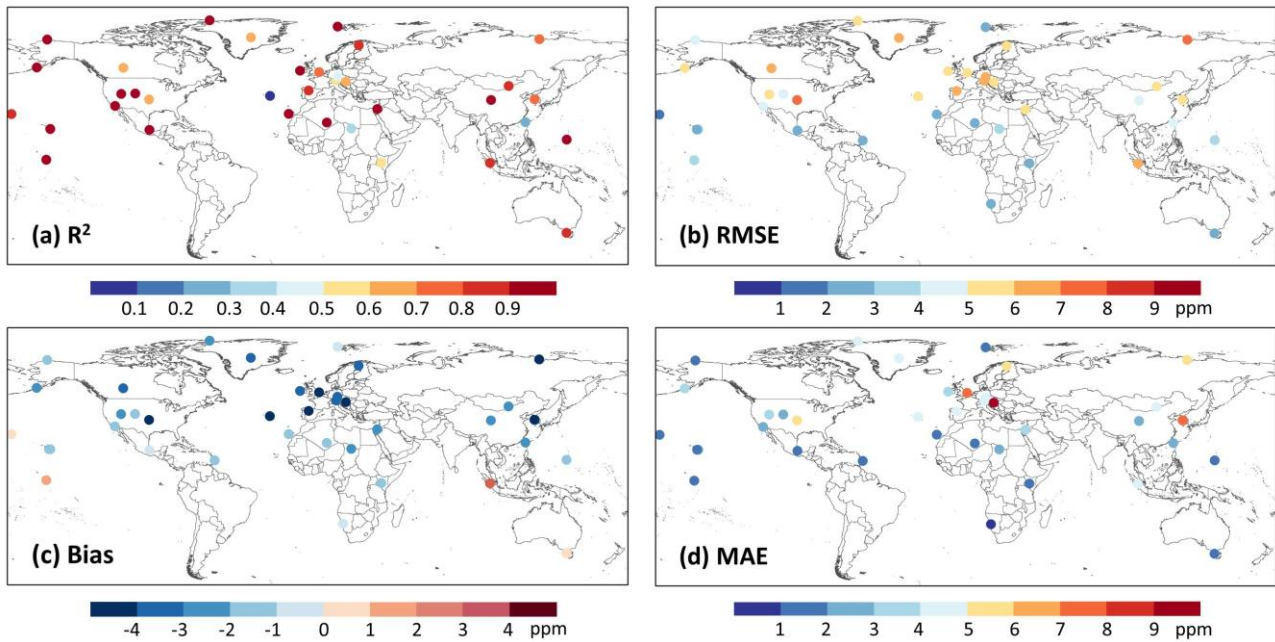 (a) R²
(b) RMSE
0.1 0.2 0.3 0.4 0.5 0.6 0.7 0.8 0.9
1 2 3 4 5 6 7 8 9 ppm
(c) Bias
(d) MAE
-4 -3 -2 -1 0 1 2 3 4 ppm
1 2 3 4 5 6 7 8 9 ppm